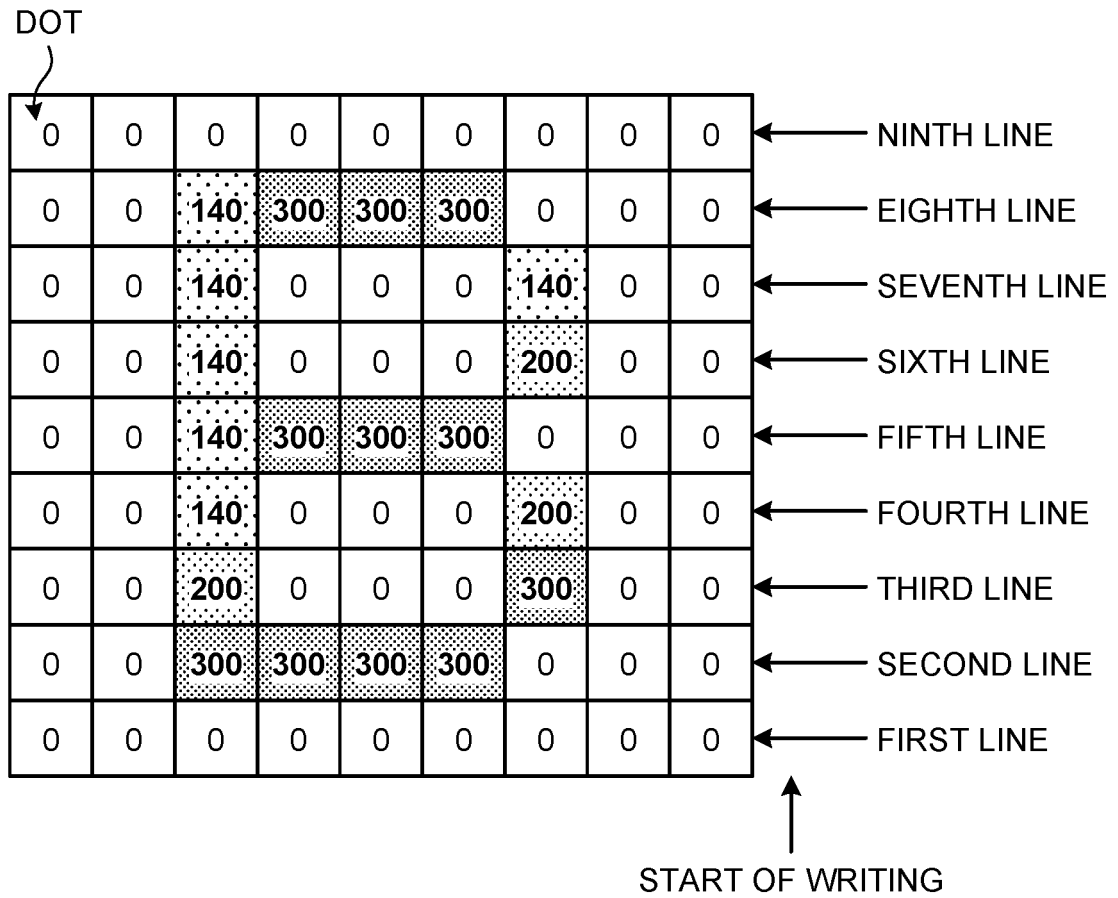 DOT
0 0 0 0 0 0 0 0 0 NINTH LINE
0 0 140 300 300 300 0 0 0 EIGHTH LINE
0 0 140 0 0 0 140 0 0 SEVENTH LINE
0 0 140 0 0 0 200 0 0 SIXTH LINE
0 0 140 300 300 300 0 0 0 FIFTH LINE
0 0 140 0 0 0 200 0 0 FOURTH LINE
0 0 200 0 0 0 300 0 0 THIRD LINE
0 0 300 300 300 300 0 0 0 SECOND LINE
0 0 0 0 0 0 0 0 0 FIRST LINE
START OF WRITING